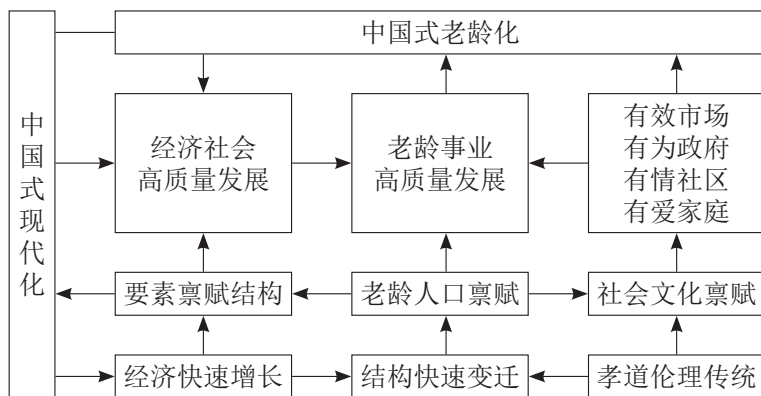 中国式老龄化
中国式现代化
经济社会
高质量发展
老龄事业
高质量发展
有效市场
有为政府
有情社区
有爱家庭
要素禀赋结构
老龄人口禀赋
社会文化禀赋
经济快速增长
结构快速变迁
孝道伦理传统